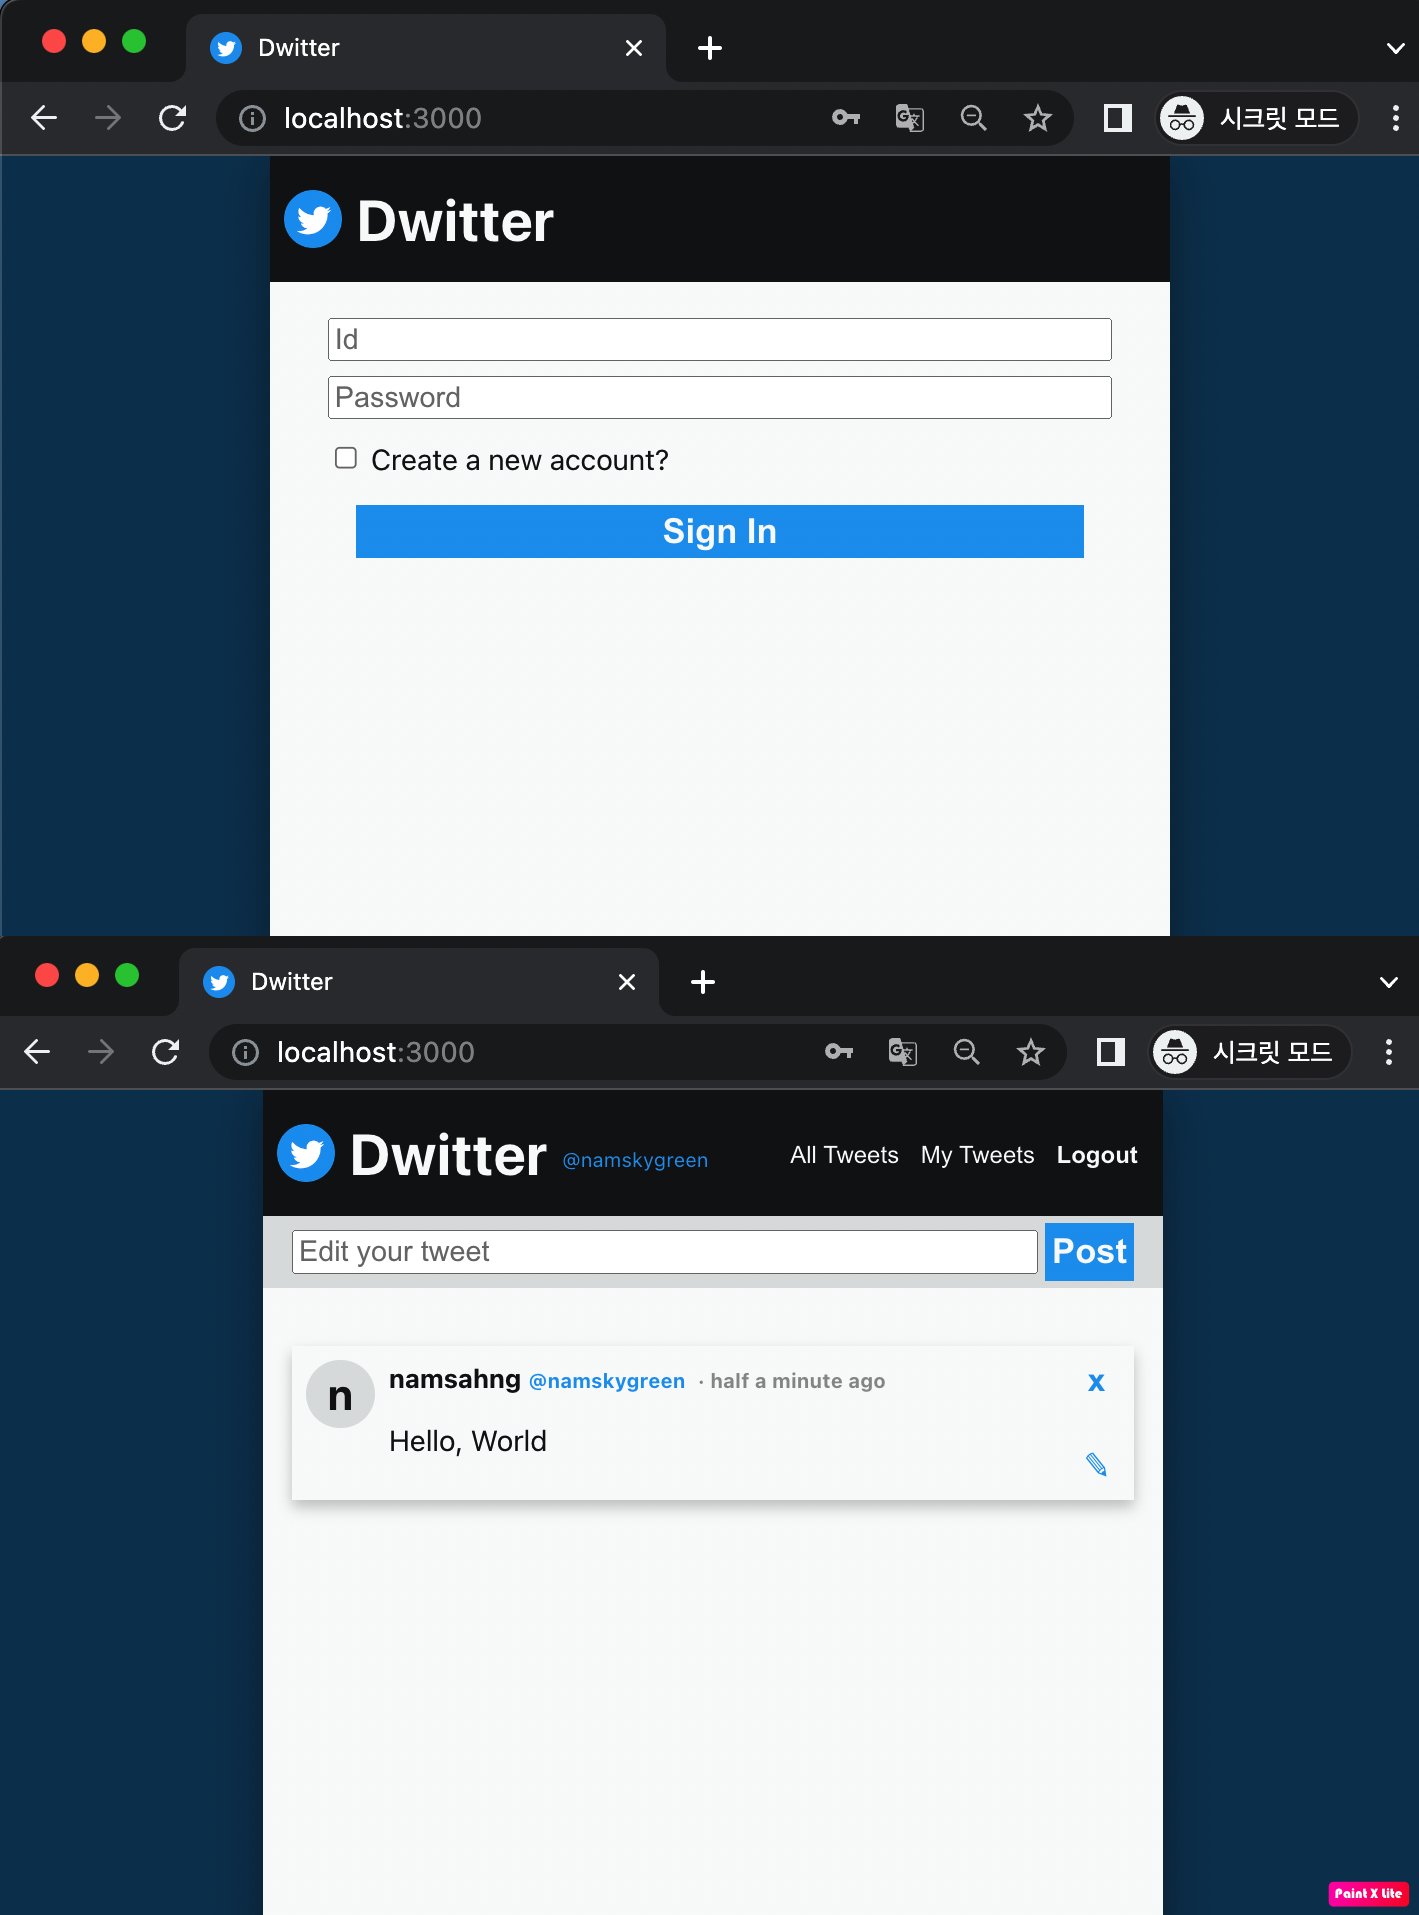 Dwitter
localhost:3000
시크릿 모드
Dwitter
Id
Password
Create a new account?
Sign In
Dwitter
localhost:3000
시크릿 모드
Dwitter @namskygreen All Tweets My Tweets Logout
Edit your tweet Post
n namsahng @namskygreen · half a minute ago x
Hello, World
Paint X Lite